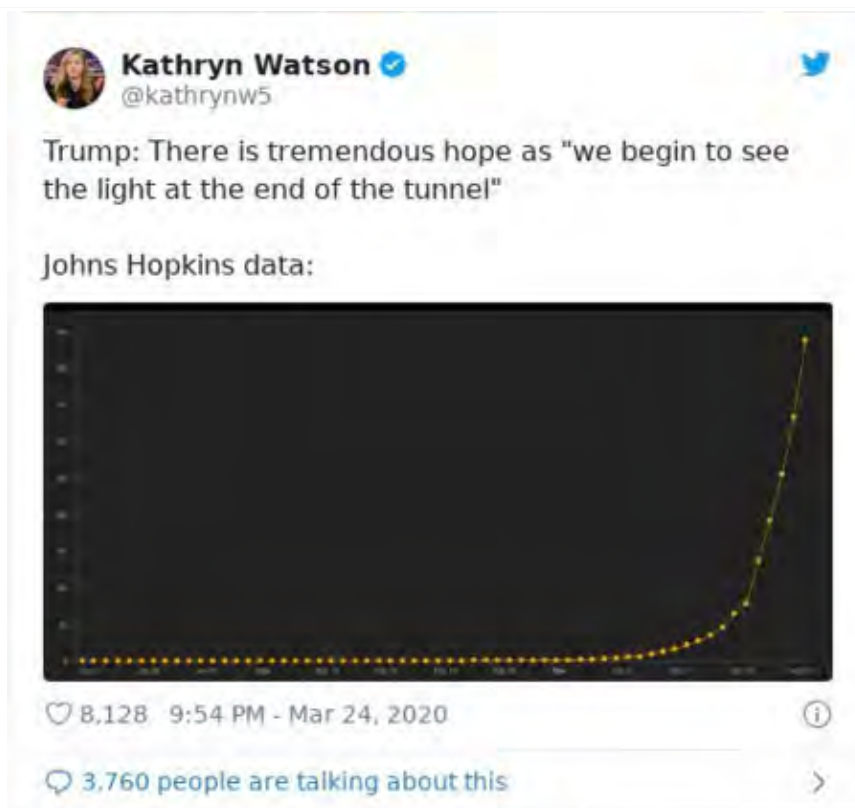 Kathryn Watson
@kathrynw5
Trump: There is tremendous hope as "we begin to see
the light at the end of the tunnel"
Johns Hopkins data:
8,128 9:54 PM - Mar 24, 2020
3,760 people are talking about this